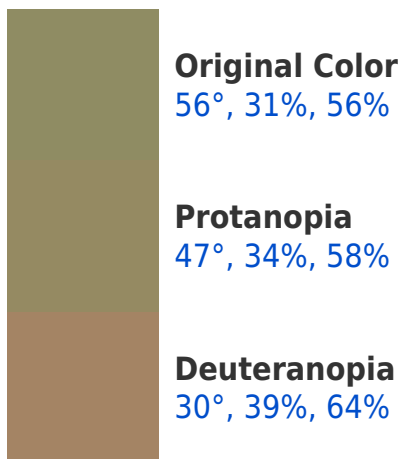 Original Color
56°, 31%, 56%
Protanopia
47°, 34%, 58%
Deuteranopia
30°, 39%, 64%